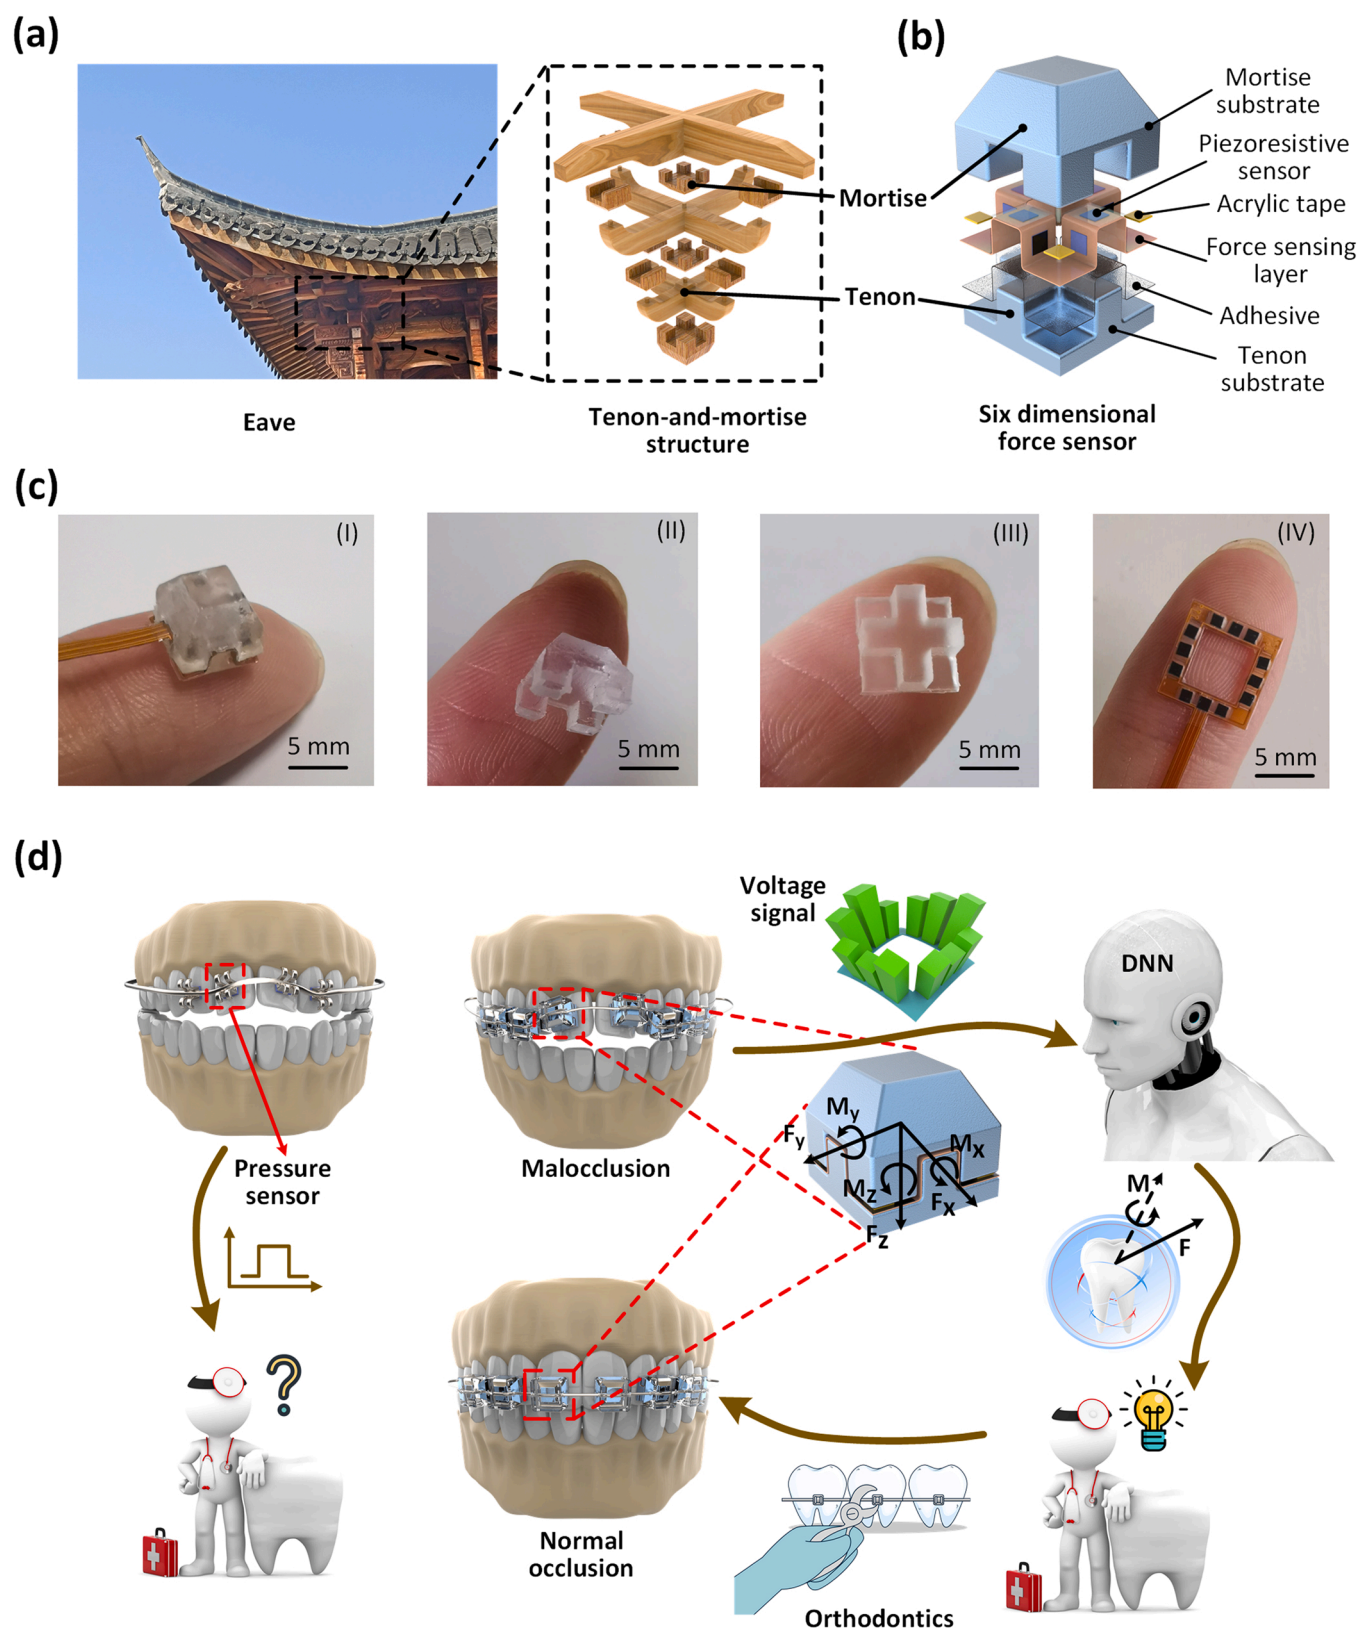 (a)
Eave
Mortise
Tenon
Tenon-and-mortise
structure
(b)
Mortise
substrate
Piezoresistive
sensor
Acrylic tape
Force sensing
layer
Adhesive
Tenon
substrate
Six dimensional
force sensor
(c)
(I)
5 mm
(II)
5 mm
(III)
5 mm
(IV)
5 mm
(d)
Pressure
sensor
Malocclusion
Voltage
signal
DNN
My
Fy
Mx
Mz
Fx
Fz
M
F
Normal
occlusion
Orthodontics